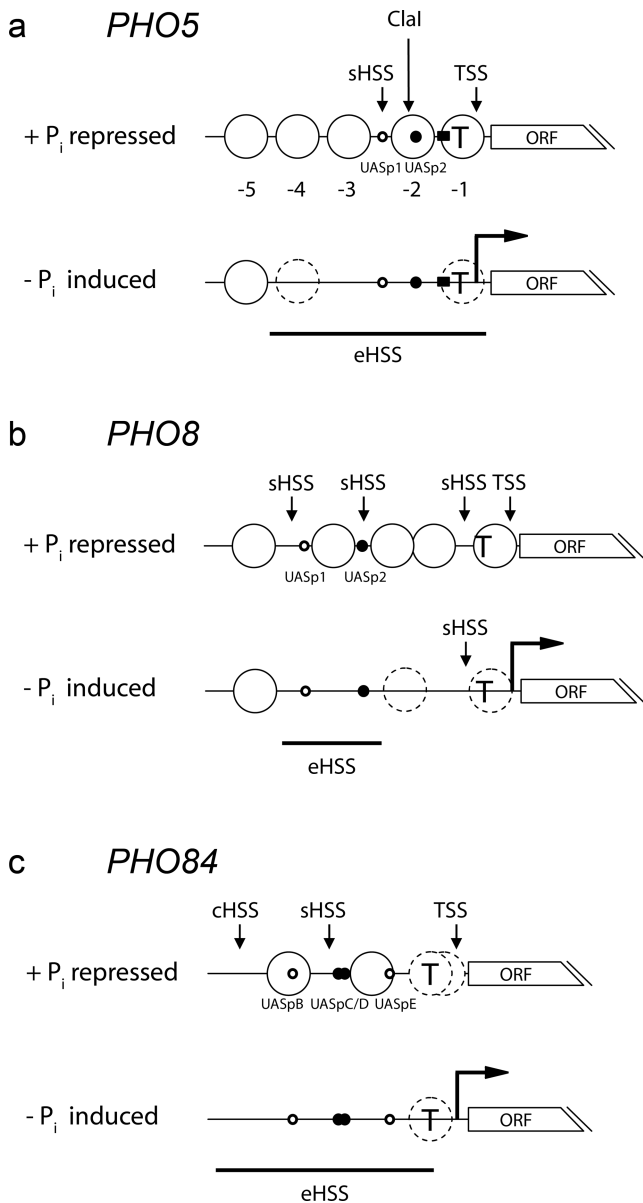 a PHO5
ClaI
sHSS TSS
+ Pi repressed T ORF
UASp1 UASp2
-5 -4 -3 -2 -1
- Pi induced T ORF
eHSS
b PHO8
sHSS sHSS sHSS TSS
+ Pi repressed T ORF
UASp1 UASp2
sHSS
- Pi induced T ORF
eHSS
c PHO84
cHSS sHSS TSS
+ Pi repressed T ORF
UASpB UASpC/D UASpE
- Pi induced T ORF
eHSS